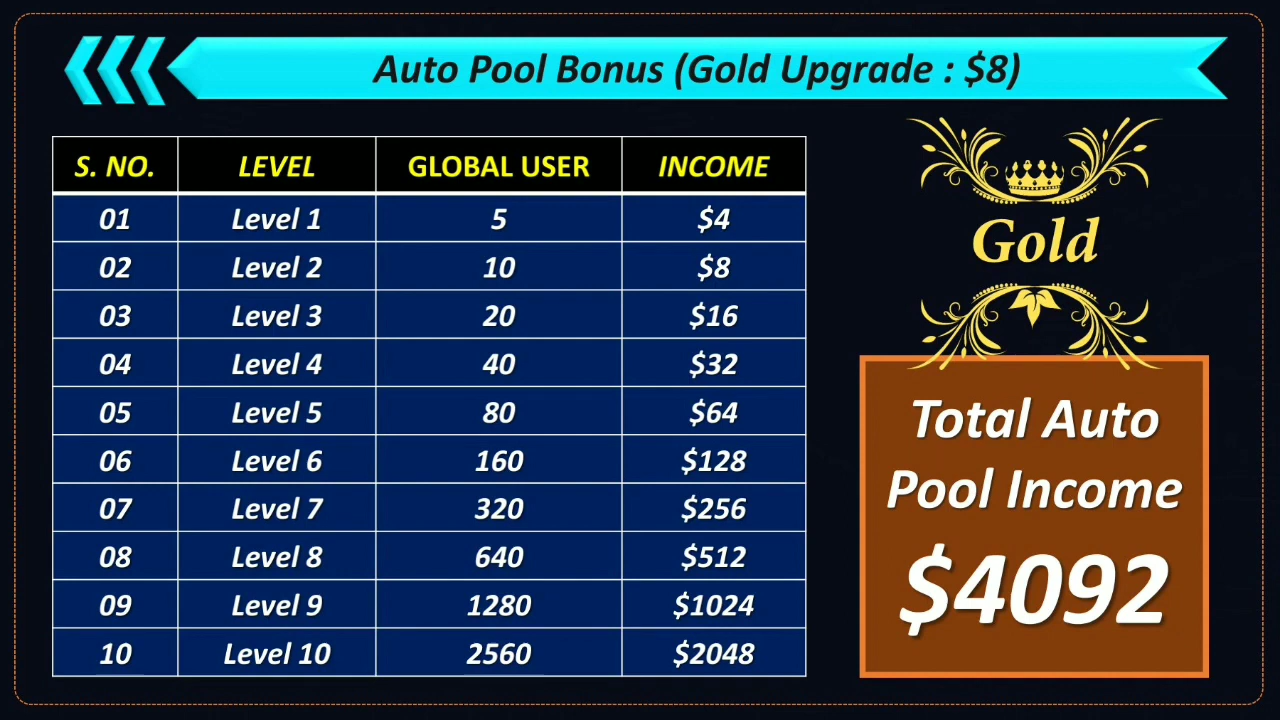 Auto Pool Bonus (Gold Upgrade : $8)
S. NO. LEVEL GLOBAL USER INCOME
01 Level 1 5 $4
02 Level 2 10 $8
03 Level 3 20 $16
04 Level 4 40 $32
05 Level 5 80 $64
06 Level 6 160 $128
07 Level 7 320 $256
08 Level 8 640 $512
09 Level 9 1280 $1024
10 Level 10 2560 $2048
Gold
Total Auto
Pool Income
$4092